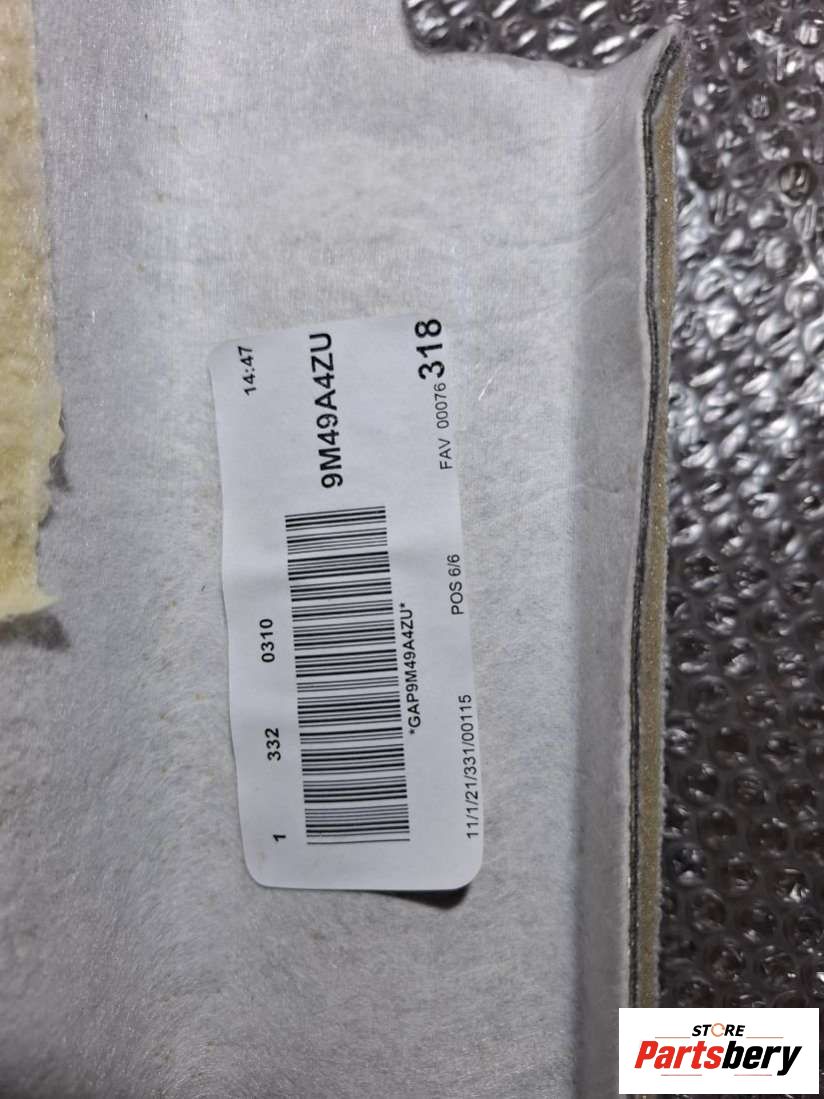 1 332 0310 14:47
9M49A4ZU
*GAP9M49A4ZU*
11/1/21/331/00115 POS 6/6 FAV 00076 318
STORE
Partsbery